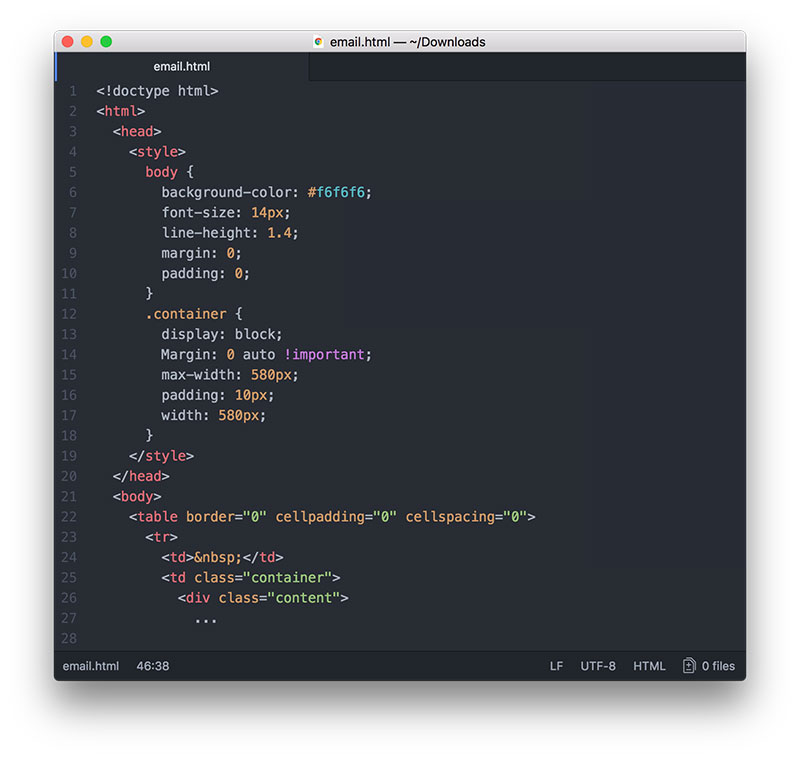 email.html — ~/Downloads
email.html
1 <!doctype html>
2 <html>
3 <head>
4 <style>
5 body {
6 background-color: #f6f6f6;
7 font-size: 14px;
8 line-height: 1.4;
9 margin: 0;
10 padding: 0;
11 }
12 .container {
13 display: block;
14 Margin: 0 auto !important;
15 max-width: 580px;
16 padding: 10px;
17 width: 580px;
18 }
19 </style>
20 </head>
21 <body>
22 <table border="0" cellpadding="0" cellspacing="0">
23 <tr>
24 <td>&nbsp;</td>
25 <td class="container">
26 <div class="content">
27 ...
28
email.html 46:38 LF UTF-8 HTML 0 files